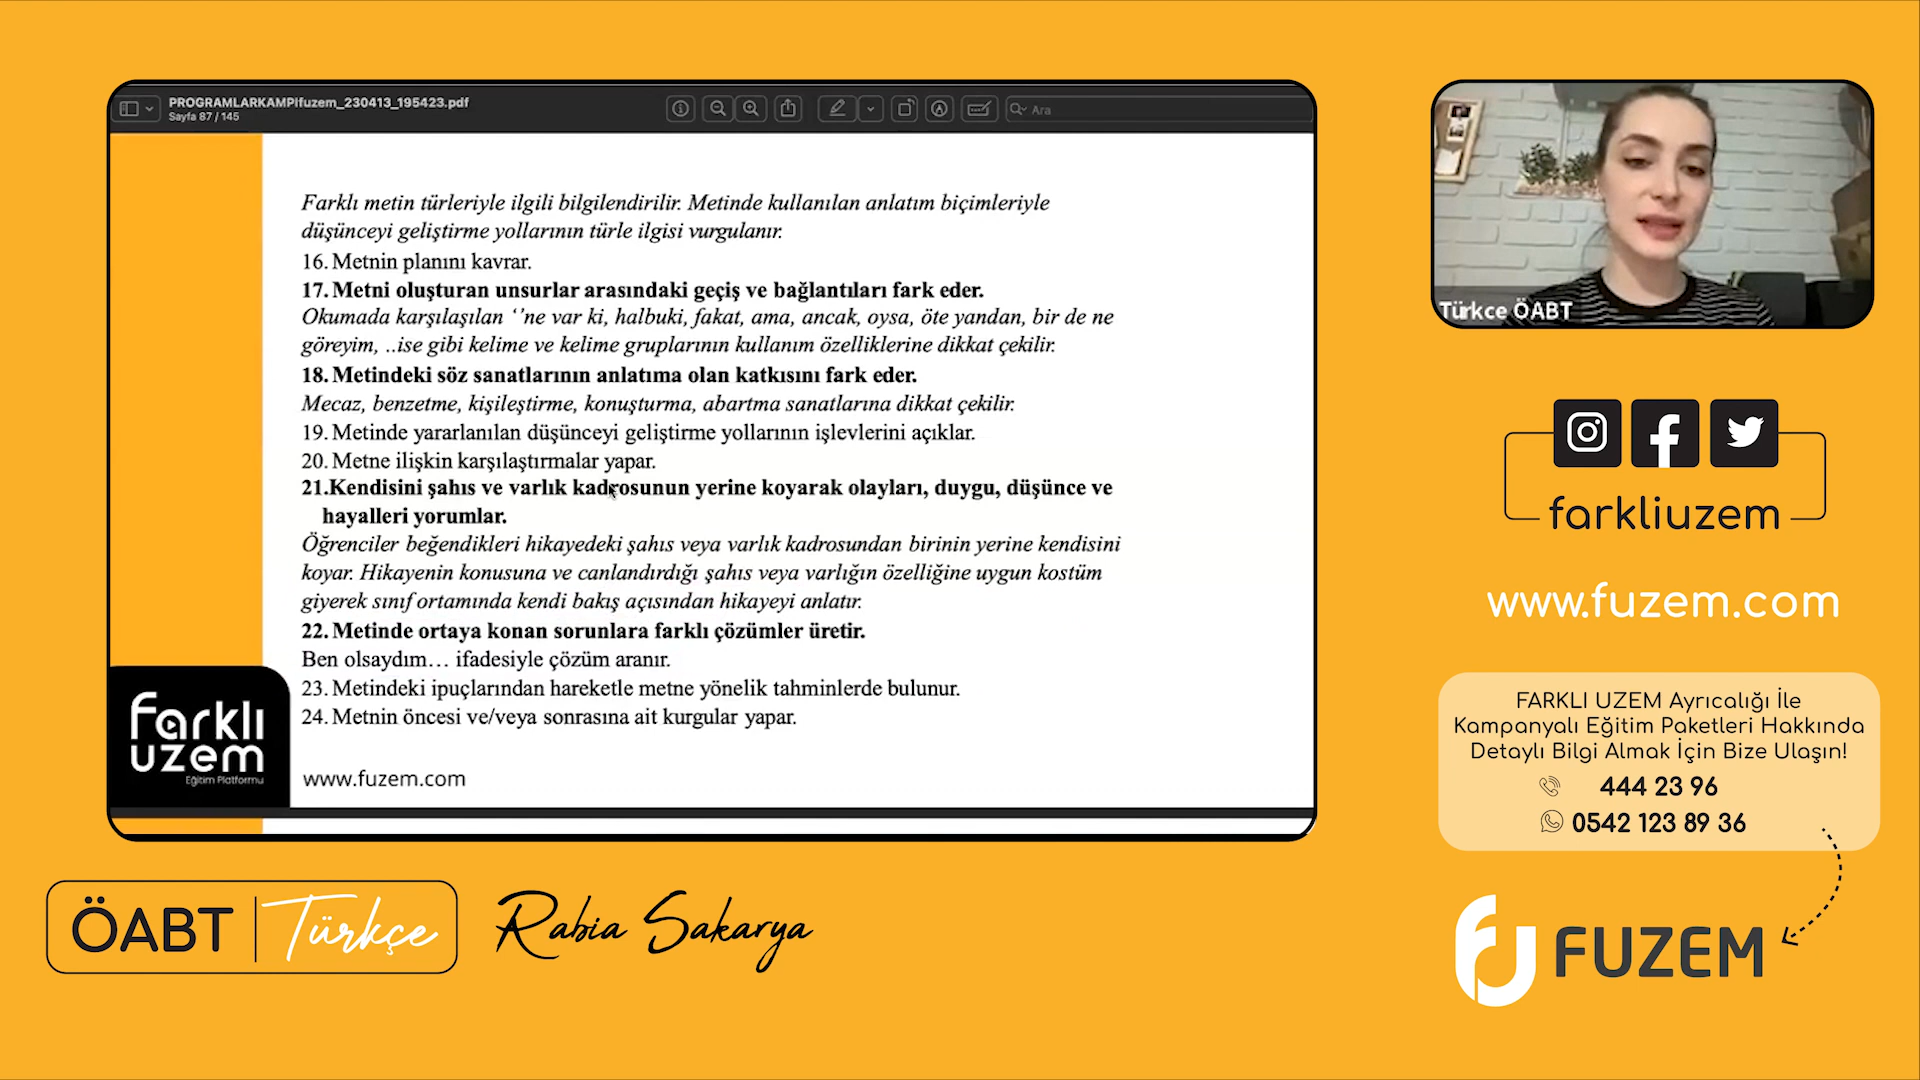 PROGRAMLARKAMPIfuzem_230413_195423.pdf
Sayfa 87 / 145
Ara
Farklı metin türleriyle ilgili bilgilendirilir. Metinde kullanılan anlatım biçimleriyle
düşünceyi geliştirme yollarının türle ilgisi vurgulanır.
16. Metnin planını kavrar.
17. Metni oluşturan unsurlar arasındaki geçiş ve bağlantıları fark eder.
Okumada karşılaşılan ‘’ne var ki, halbuki, fakat, ama, ancak, oysa, öte yandan, bir de ne
göreyim, ..ise gibi kelime ve kelime gruplarının kullanım özelliklerine dikkat çekilir.
18. Metindeki söz sanatlarının anlatıma olan katkısını fark eder.
Mecaz, benzetme, kişileştirme, konuşturma, abartma sanatlarına dikkat çekilir.
19. Metinde yararlanılan düşünceyi geliştirme yollarının işlevlerini açıklar.
20. Metne ilişkin karşılaştırmalar yapar.
21.Kendisini şahıs ve varlık kadrosunun yerine koyarak olayları, duygu, düşünce ve
hayalleri yorumlar.
Öğrenciler beğendikleri hikayedeki şahıs veya varlık kadrosundan birinin yerine kendisini
koyar. Hikayenin konusuna ve canlandırdığı şahıs veya varlığın özelliğine uygun kostüm
giyerek sınıf ortamında kendi bakış açısından hikayeyi anlatır.
22. Metinde ortaya konan sorunlara farklı çözümler üretir.
Ben olsaydım… ifadesiyle çözüm aranır.
23. Metindeki ipuçlarından hareketle metne yönelik tahminlerde bulunur.
24. Metnin öncesi ve/veya sonrasına ait kurgular yapar.
farklı
uzem
Eğitim Platformu
www.fuzem.com
Türkce ÖABT
farkliuzem
www.fuzem.com
FARKLI UZEM Ayrıcalığı İle
Kampanyalı Eğitim Paketleri Hakkında
Detaylı Bilgi Almak İçin Bize Ulaşın!
444 23 96
0542 123 89 36
ÖABT Türkçe
Rabia Sakarya
FUZEM